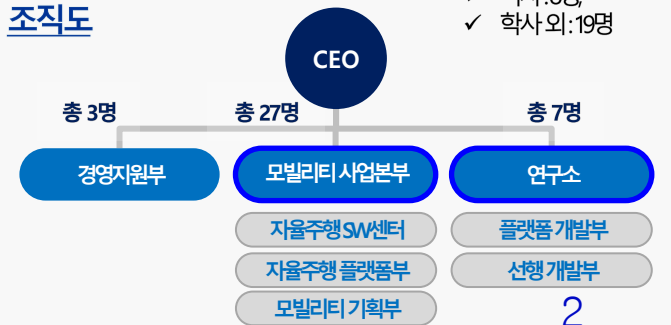 조직도
✓ 학사 외:19명
CEO
총 3명 총 27명 총 7명
경영지원부 모빌리티 사업본부 연구소
자율주행 SW센터 플랫폼 개발부
자율주행 플랫폼부 선행 개발부
모빌리티 기획부 2